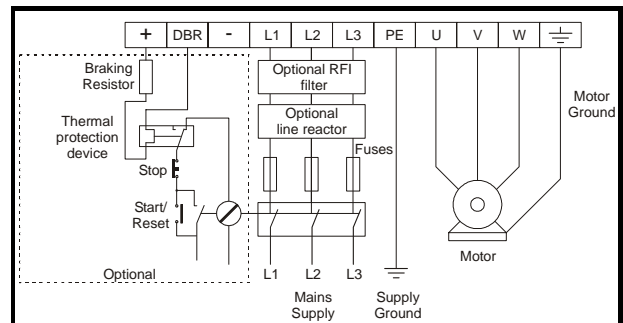 + DBR - L1 L2 L3 PE U V W
Braking
Resistor
Optional RFI
filter
Motor
Ground
Thermal
protection
device
Optional
line reactor
Fuses
Stop
Start/
Reset
Motor
Optional
L1 L2 L3
Mains
Supply
Supply
Ground